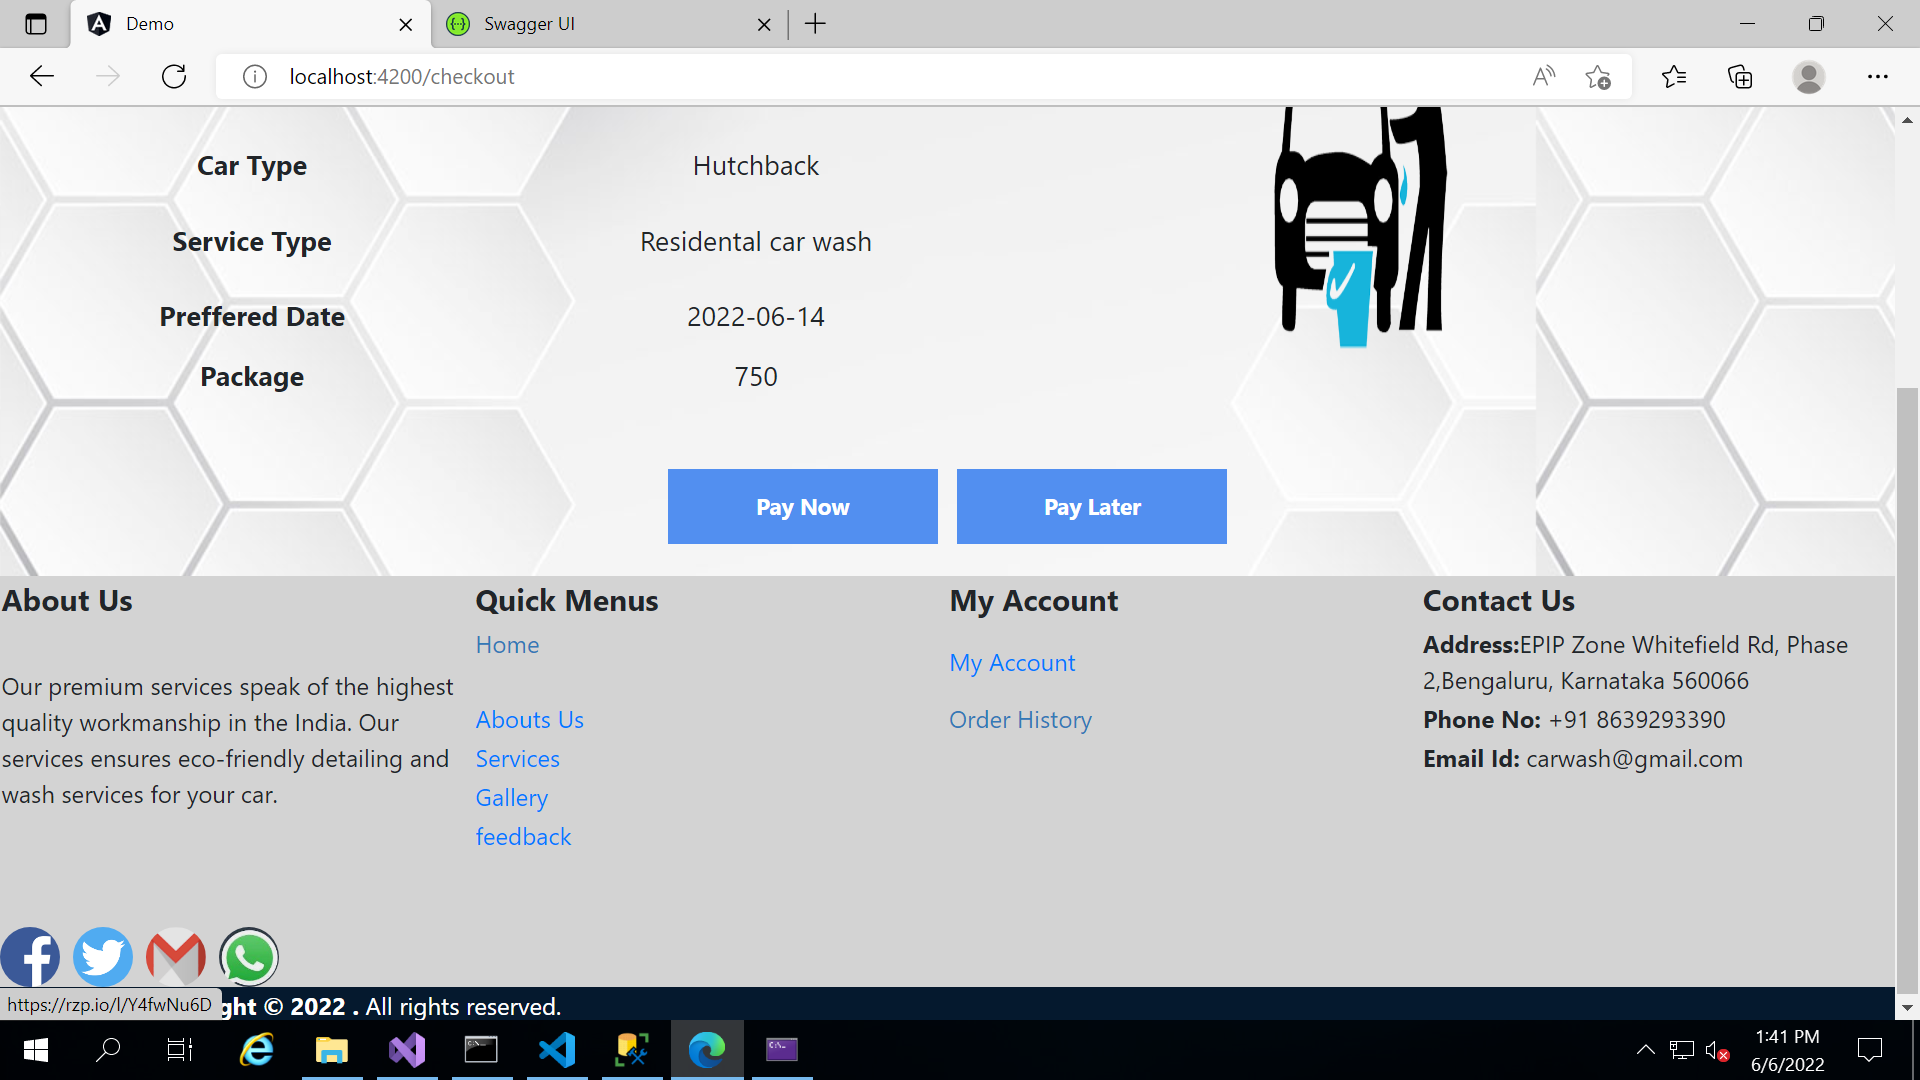 Demo
Swagger UI
localhost:4200/checkout
Car Type Hutchback
Service Type Residental car wash
Preffered Date 2022-06-14
Package 750
Pay Now Pay Later
About Us
Our premium services speak of the highest
quality workmanship in the India. Our
services ensures eco-friendly detailing and
wash services for your car.
Quick Menus
Home
Abouts Us
Services
Gallery
feedback
My Account
My Account
Order History
Contact Us
Address:EPIP Zone Whitefield Rd, Phase
2,Bengaluru, Karnataka 560066
Phone No: +91 8639293390
Email Id: carwash@gmail.com
https://rzp.io/l/Y4fwNu6D
ght © 2022 . All rights reserved.
1:41 PM
6/6/2022